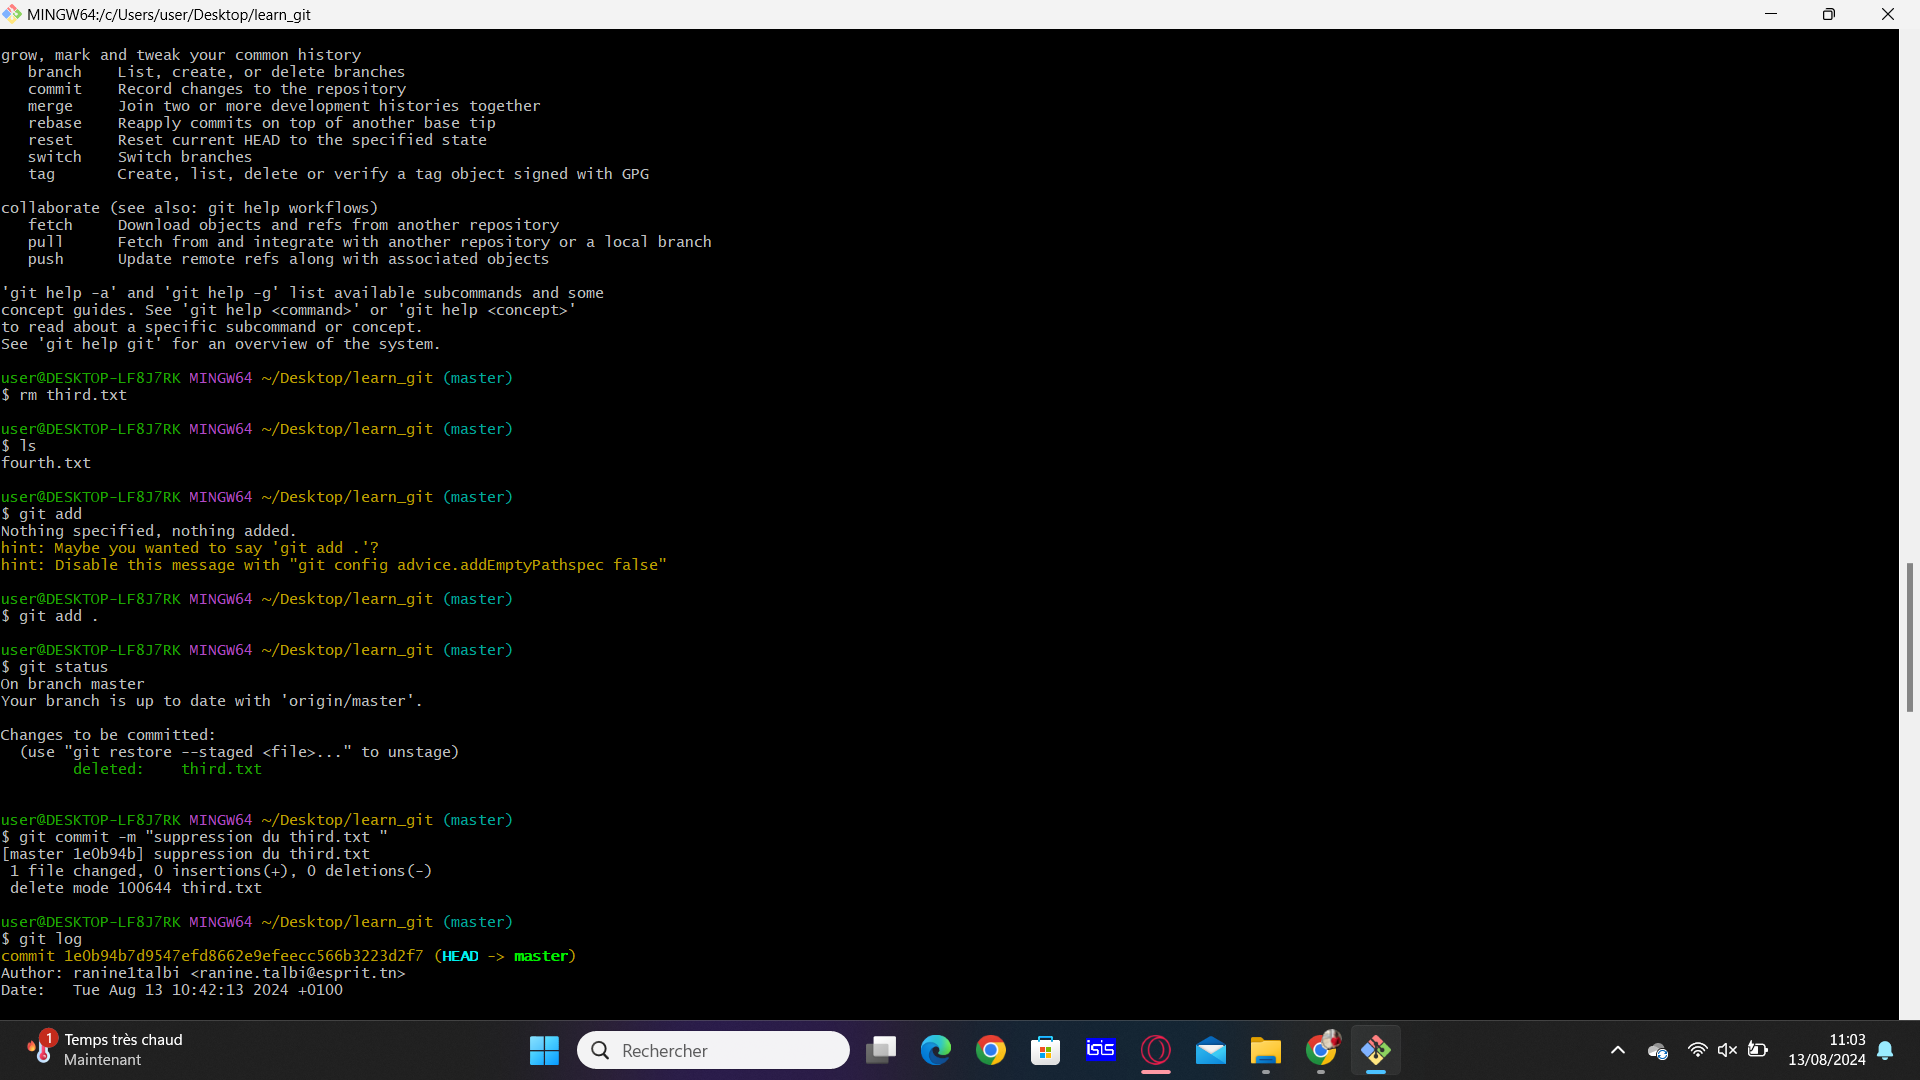 MINGW64:/c/Users/user/Desktop/learn_git
grow, mark and tweak your common history
   branch    List, create, or delete branches
   commit    Record changes to the repository
   merge     Join two or more development histories together
   rebase    Reapply commits on top of another base tip
   reset     Reset current HEAD to the specified state
   switch    Switch branches
   tag       Create, list, delete or verify a tag object signed with GPG
collaborate (see also: git help workflows)
   fetch     Download objects and refs from another repository
   pull      Fetch from and integrate with another repository or a local branch
   push      Update remote refs along with associated objects
'git help -a' and 'git help -g' list available subcommands and some
concept guides. See 'git help <command>' or 'git help <concept>'
to read about a specific subcommand or concept.
See 'git help git' for an overview of the system.
user@DESKTOP-LF8J7RK MINGW64 ~/Desktop/learn_git (master)
$ rm third.txt
user@DESKTOP-LF8J7RK MINGW64 ~/Desktop/learn_git (master)
$ ls
fourth.txt
user@DESKTOP-LF8J7RK MINGW64 ~/Desktop/learn_git (master)
$ git add
Nothing specified, nothing added.
hint: Maybe you wanted to say 'git add .'?
hint: Disable this message with "git config advice.addEmptyPathspec false"
user@DESKTOP-LF8J7RK MINGW64 ~/Desktop/learn_git (master)
$ git add .
user@DESKTOP-LF8J7RK MINGW64 ~/Desktop/learn_git (master)
$ git status
On branch master
Your branch is up to date with 'origin/master'.
Changes to be committed:
  (use "git restore --staged <file>..." to unstage)
        deleted:    third.txt
user@DESKTOP-LF8J7RK MINGW64 ~/Desktop/learn_git (master)
$ git commit -m "suppression du third.txt "
[master 1e0b94b] suppression du third.txt
 1 file changed, 0 insertions(+), 0 deletions(-)
 delete mode 100644 third.txt
user@DESKTOP-LF8J7RK MINGW64 ~/Desktop/learn_git (master)
$ git log
commit 1e0b94b7d9547efd8662e9efeecc566b3223d2f7 (HEAD -> master)
Author: ranine1talbi <ranine.talbi@esprit.tn>
Date:   Tue Aug 13 10:42:13 2024 +0100
1
Temps très chaud
Maintenant
Rechercher
isis
11:03
13/08/2024